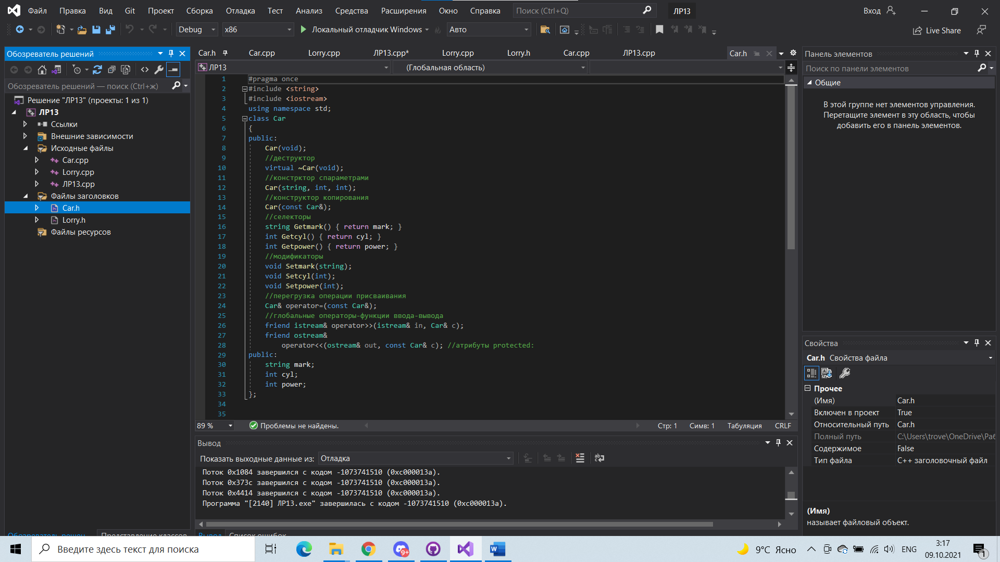 Файл Правка Вид Git Проект Сборка Отладка Тест Анализ Средства Расширения Окно Справка Поиск (Ctrl+Q) ЛР13 Вход
Debug x86 Локальный отладчик Windows Авто Live Share
Обозреватель решений
Обозреватель решений — поиск (Ctrl+ж)
Решение "ЛР13" (проекты: 1 из 1)
ЛР13
Ссылки
Внешние зависимости
Исходные файлы
Car.cpp
Lorry.cpp
ЛР13.cpp
Файлы заголовков
Car.h
Lorry.h
Файлы ресурсов
Представление классов
Car.h Car.cpp Lorry.cpp ЛР13.cpp* Lorry.cpp Lorry.h Car.cpp ЛР13.cpp Car.h
ЛР13 (Глобальная область)
1 #pragma once
2 #include <string>
3 #include <iostream>
4 using namespace std;
5 class Car
6 {
7 public:
8 Car(void);
9 //деструктор
10 virtual ~Car(void);
11 //констрктор спараметрами
12 Car(string, int, int);
13 //конструктор копирования
14 Car(const Car&);
15 //селекторы
16 string Getmark() { return mark; }
17 int Getcyl() { return cyl; }
18 int Getpower() { return power; }
19 //модификаторы
20 void Setmark(string);
21 void Setcyl(int);
22 void Setpower(int);
23 //перегрузка операции присваивания
24 Car& operator=(const Car&);
25 //глобальные операторы-функции ввода-вывода
26 friend istream& operator>>(istream& in, Car& c);
27 friend ostream&
28 operator<<(ostream& out, const Car& c); //атрибуты protected:
29 public:
30 string mark;
31 int cyl;
32 int power;
33 };
34
35
89 % Проблемы не найдены. Стр: 1 Симв: 1 Табуляция CRLF
Вывод
Показать выходные данные из: Отладка
Поток 0x1084 завершился с кодом -1073741510 (0xc000013a).
Поток 0x373c завершился с кодом -1073741510 (0xc000013a).
Поток 0x4414 завершился с кодом -1073741510 (0xc000013a).
Программа "[2140] ЛР13.exe" завершилась с кодом -1073741510 (0xc000013a).
Вывод Список ошибок
Панель элементов
Поиск по панели элементов
Общие
В этой группе нет элементов управления.
Перетащите элемент в эту область, чтобы
добавить его в панель элементов.
Свойства
Car.h Свойства файла
Прочее
(Имя) Car.h
Включен в проект True
Относительный путь Car.h
Полный путь C:\Users\trove\OneDrive\Раб
Содержимое False
Тип файла C++ заголовочный файл
(Имя)
называет файловый объект.
Введите здесь текст для поиска
9+
9°C Ясно
ENG
3:17
09.10.2021
1